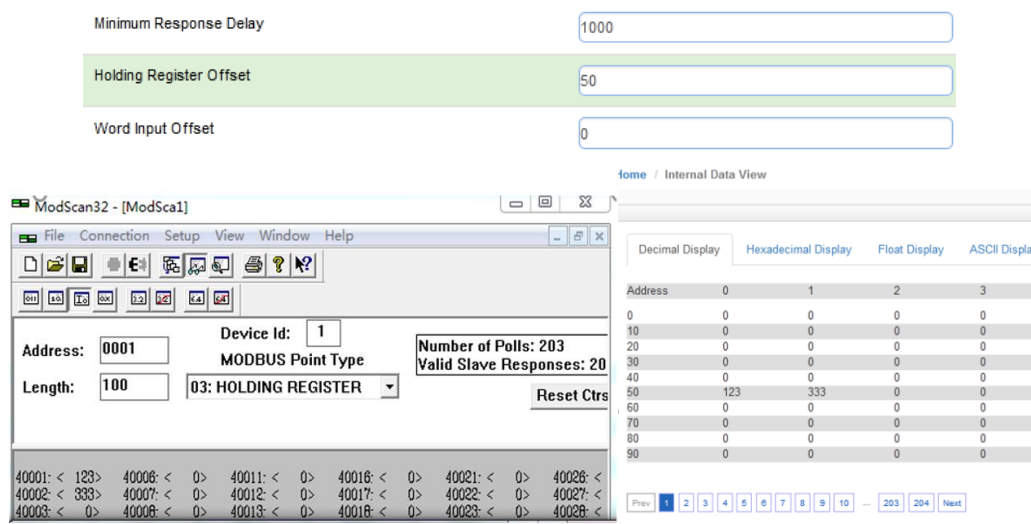 Minimum Response Delay 1000
Holding Register Offset 50
Word Input Offset 0
Home / Internal Data View
ModScan32 - [ModSca1]
File Connection Setup View Window Help
Address: 0001
Length: 100
Device Id: 1
MODBUS Point Type
03: HOLDING REGISTER
Number of Polls: 203
Valid Slave Responses: 20
Reset Ctrs
40001: < 123> 40006: < 0> 40011: < 0> 40016: < 0> 40021: < 0> 40026: <
40002: < 333> 40007: < 0> 40012: < 0> 40017: < 0> 40022: < 0> 40027: <
40003: < 0> 40008: < 0> 40013: < 0> 40018: < 0> 40023: < 0> 40028: <
Decimal Display Hexadecimal Display Float Display ASCII Displa
Address 0 1 2 3
0 0 0 0 0
10 0 0 0 0
20 0 0 0 0
30 0 0 0 0
40 0 0 0 0
50 123 333 0 0
60 0 0 0 0
70 0 0 0 0
80 0 0 0 0
90 0 0 0 0
Prev 1 2 3 4 5 6 7 8 9 10 ... 203 204 Next